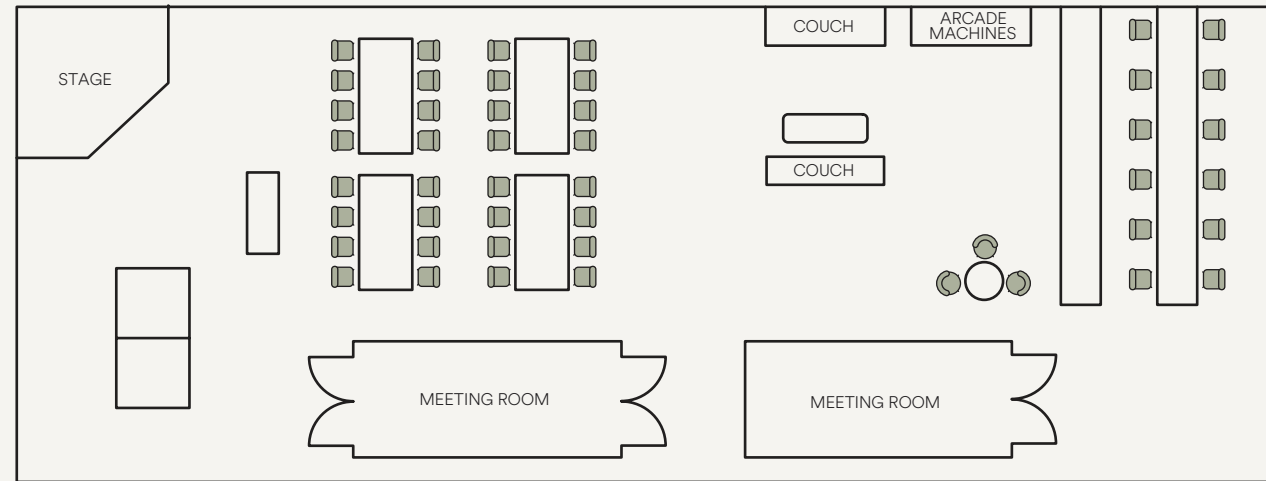 STAGE
COUCH
ARCADE
MACHINES
COUCH
MEETING ROOM
MEETING ROOM